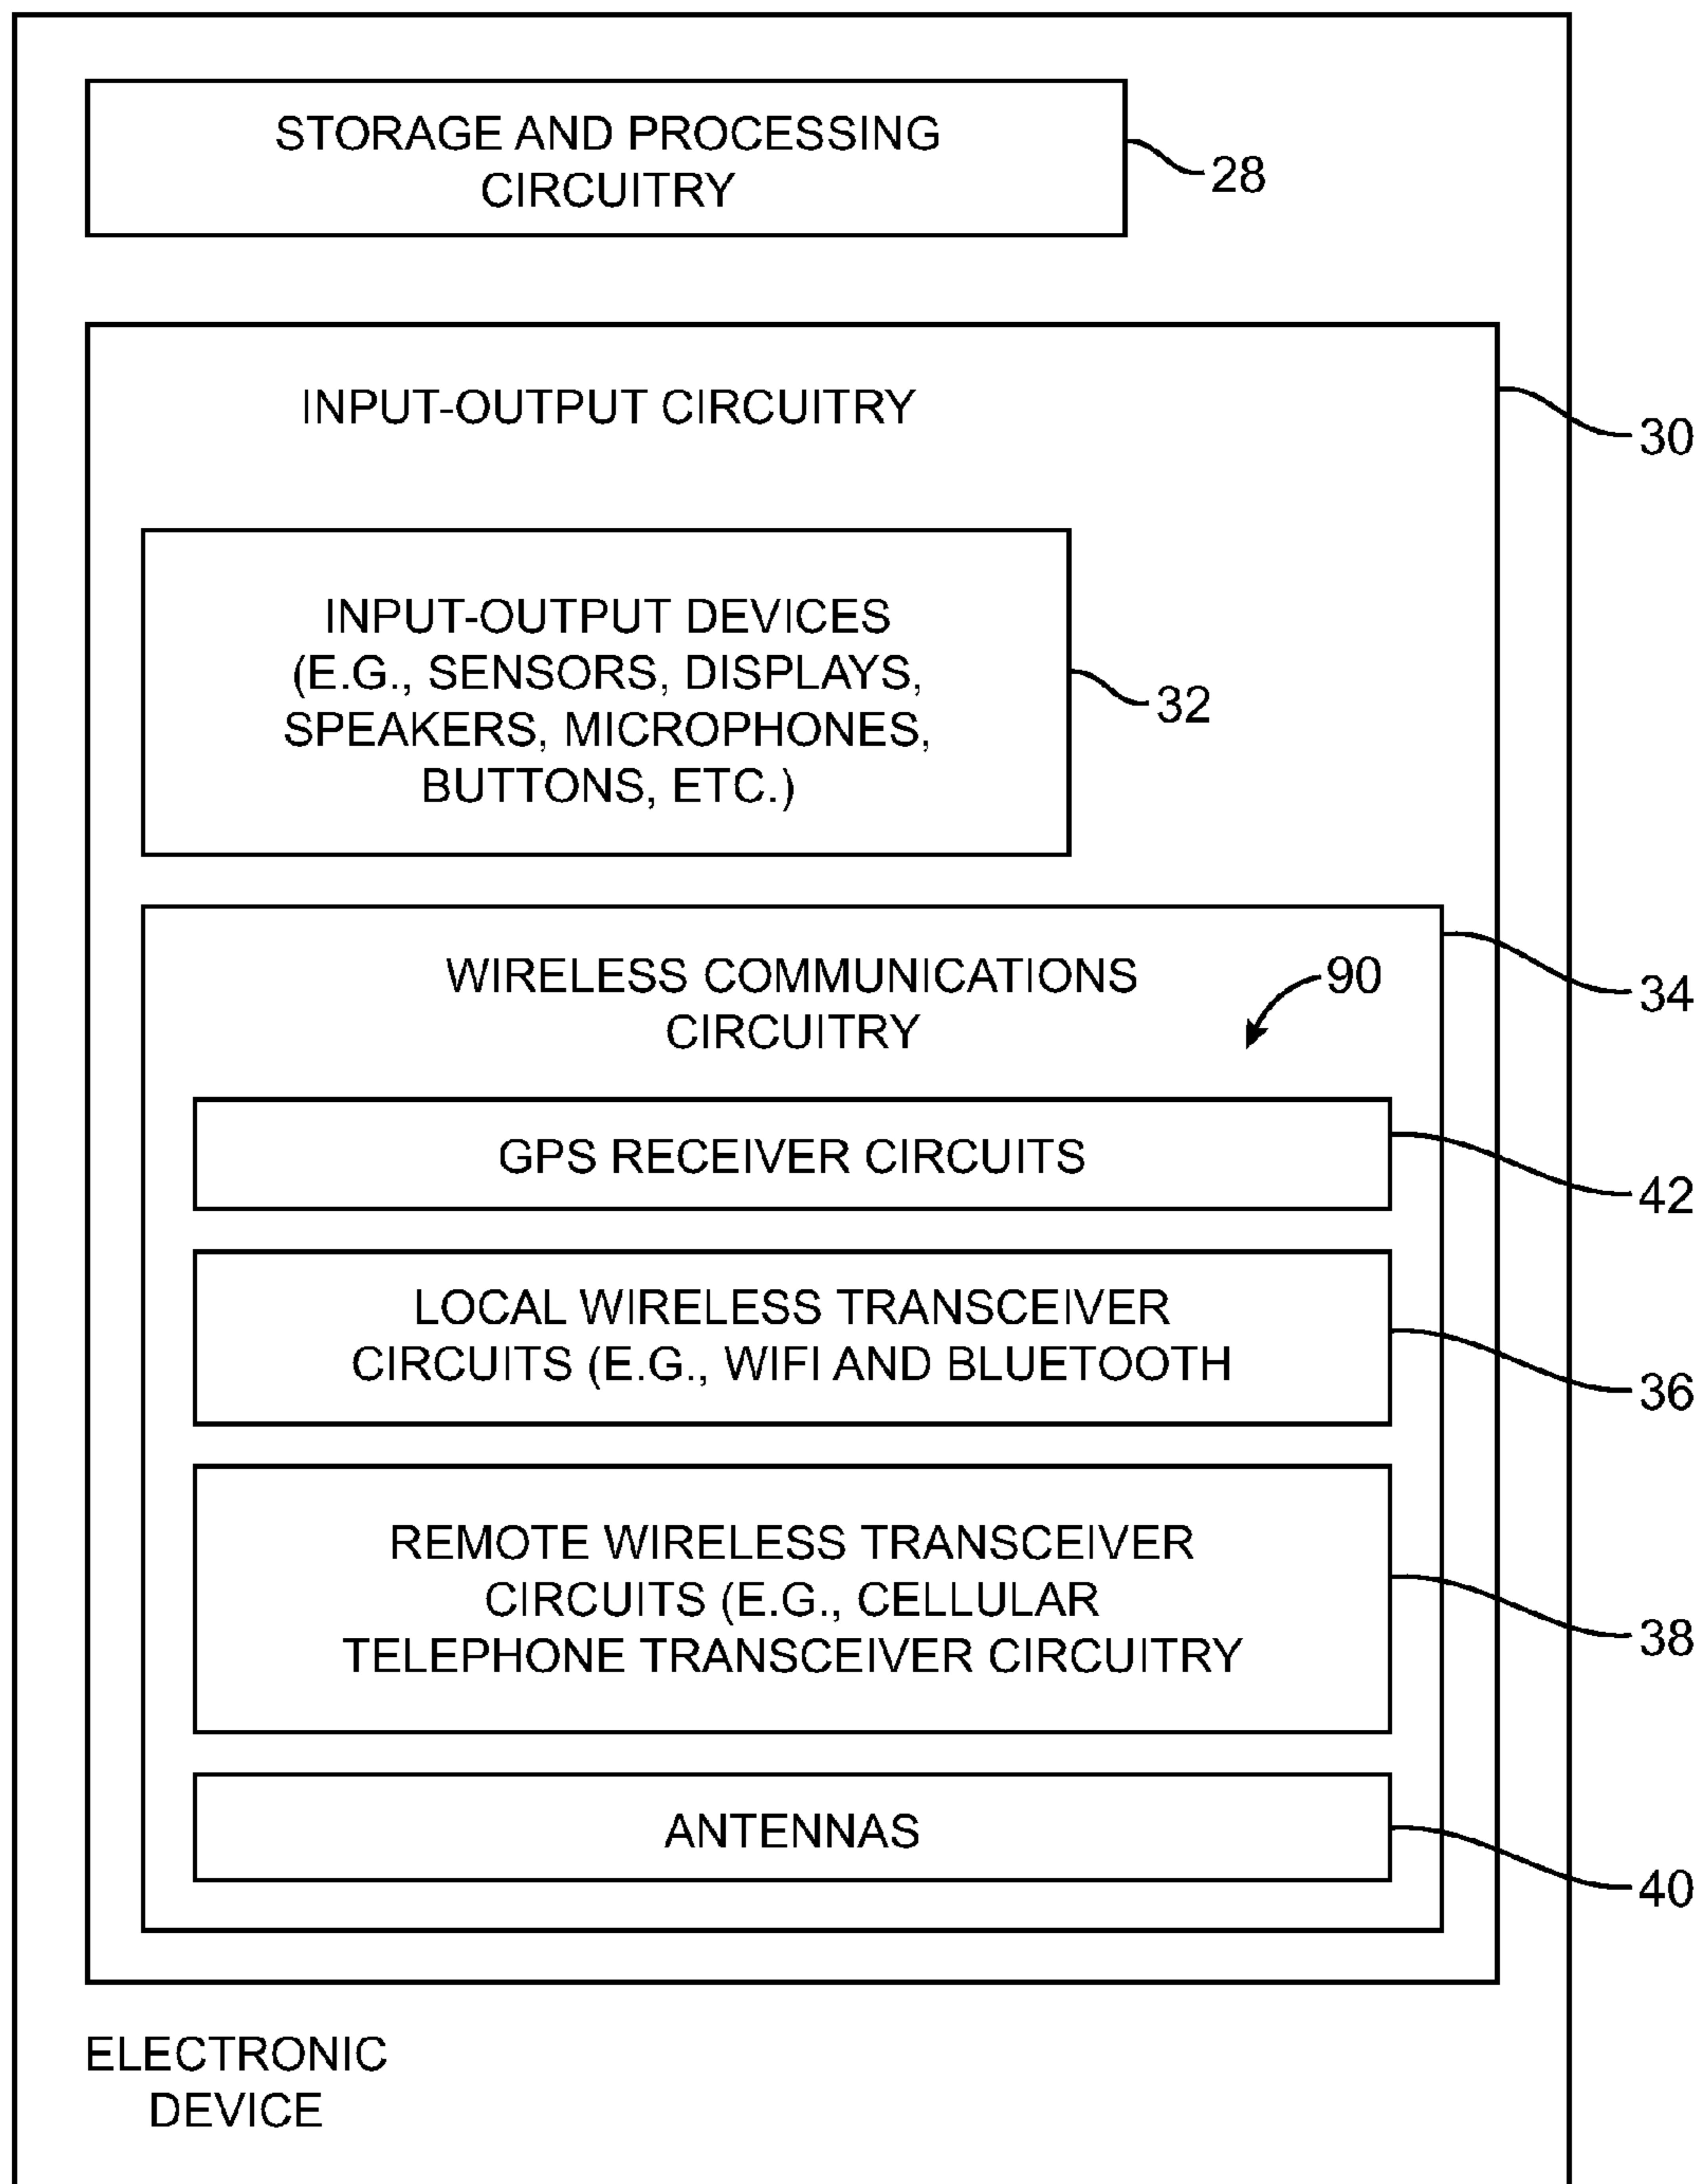 STORAGE AND PROCESSING
CIRCUITRY
28
INPUT-OUTPUT CIRCUITRY
30
INPUT-OUTPUT DEVICES
(E.G., SENSORS, DISPLAYS,
SPEAKERS, MICROPHONES,
BUTTONS, ETC.)
32
WIRELESS COMMUNICATIONS
CIRCUITRY
90
34
GPS RECEIVER CIRCUITS
42
LOCAL WIRELESS TRANSCEIVER
CIRCUITS (E.G., WIFI AND BLUETOOTH
36
REMOTE WIRELESS TRANSCEIVER
CIRCUITS (E.G., CELLULAR
TELEPHONE TRANSCEIVER CIRCUITRY
38
ANTENNAS
40
ELECTRONIC
DEVICE